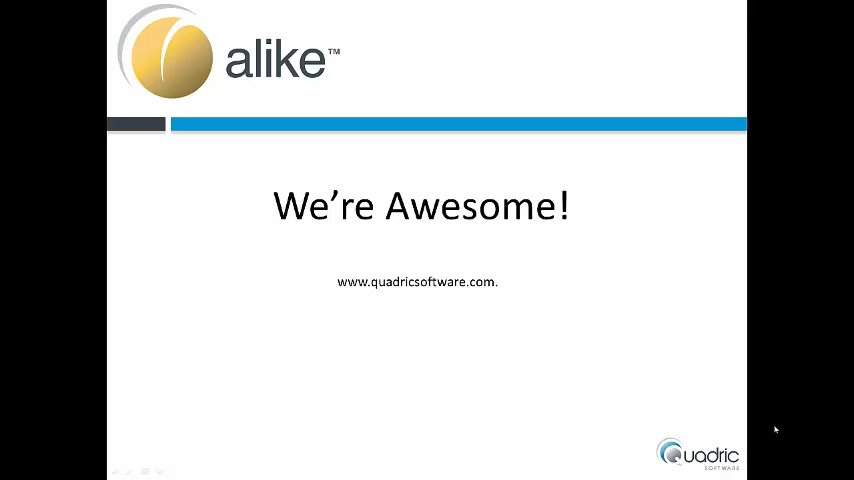 alike™
We're Awesome!
www.quadricsoftware.com.
Quadric
SOFTWARE